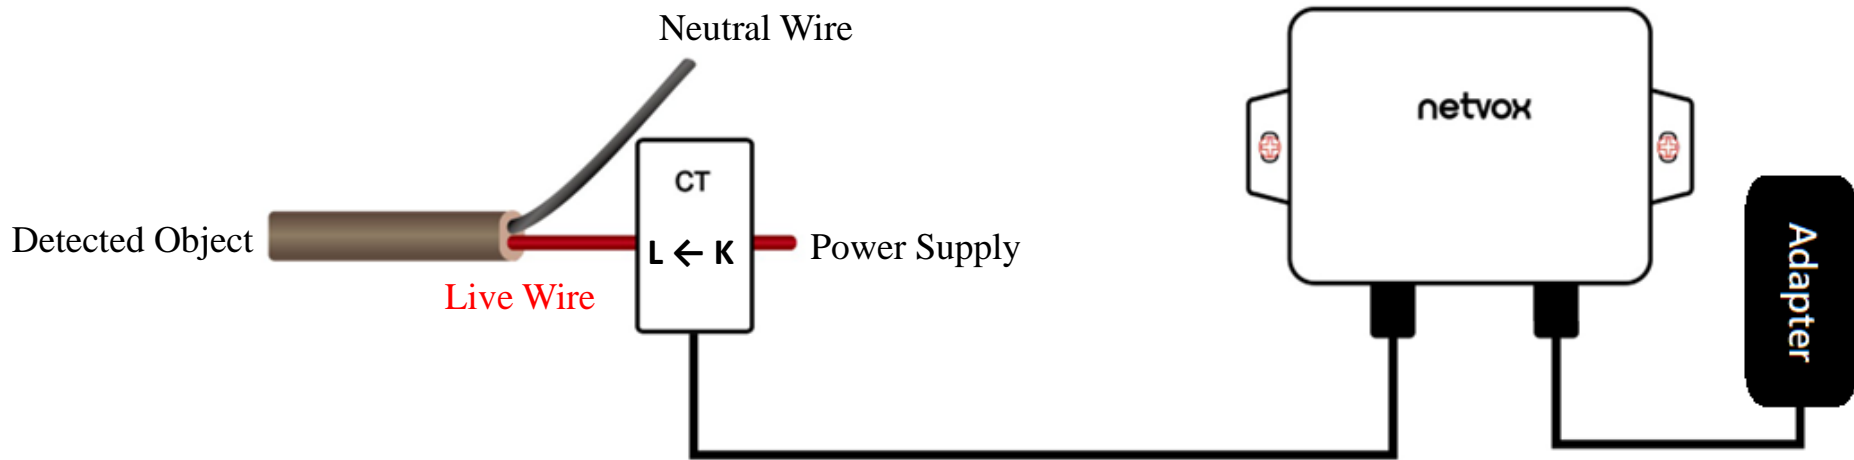 Neutral Wire
netvox
CT
Detected Object
L ← K
Power Supply
Live Wire
Adapter